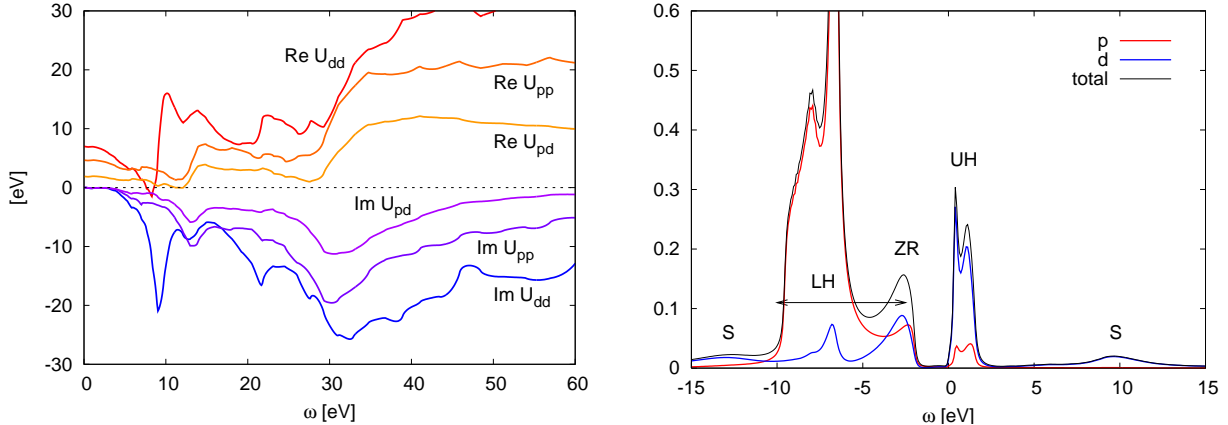 30
20
10
0
-10
-20
-30
[eV]
Re U_dd
Re U_pp
Re U_pd
Im U_pd
Im U_pp
Im U_dd
0 10 20 30 40 50 60
ω [eV]
0.6
0.5
0.4
0.3
0.2
0.1
0
p
d
total
UH
ZR
LH
S
S
-15 -10 -5 0 5 10 15
ω [eV]